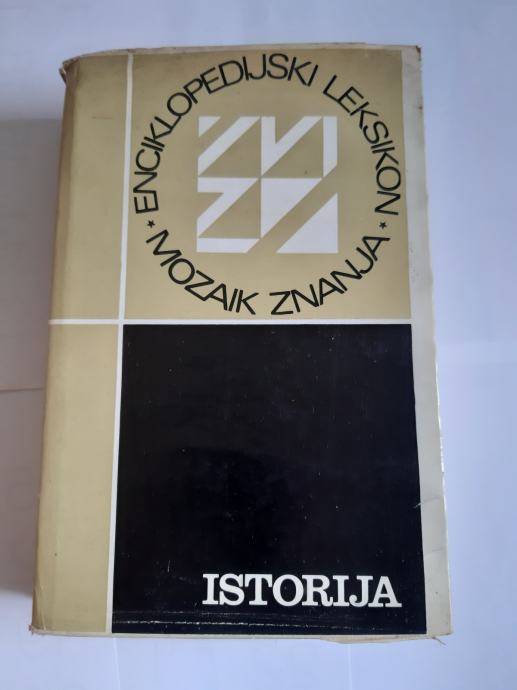 ENCIKLOPEDIJSKI LEKSIKON
* MOZAIK ZNANJA *
ISTORIJA